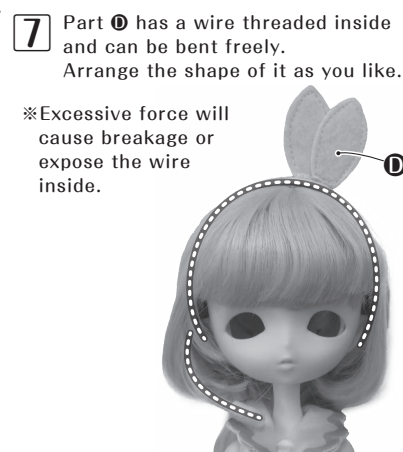 7 Part D has a wire threaded inside
and can be bent freely.
Arrange the shape of it as you like.
※Excessive force will
cause breakage or
expose the wire
inside.
D